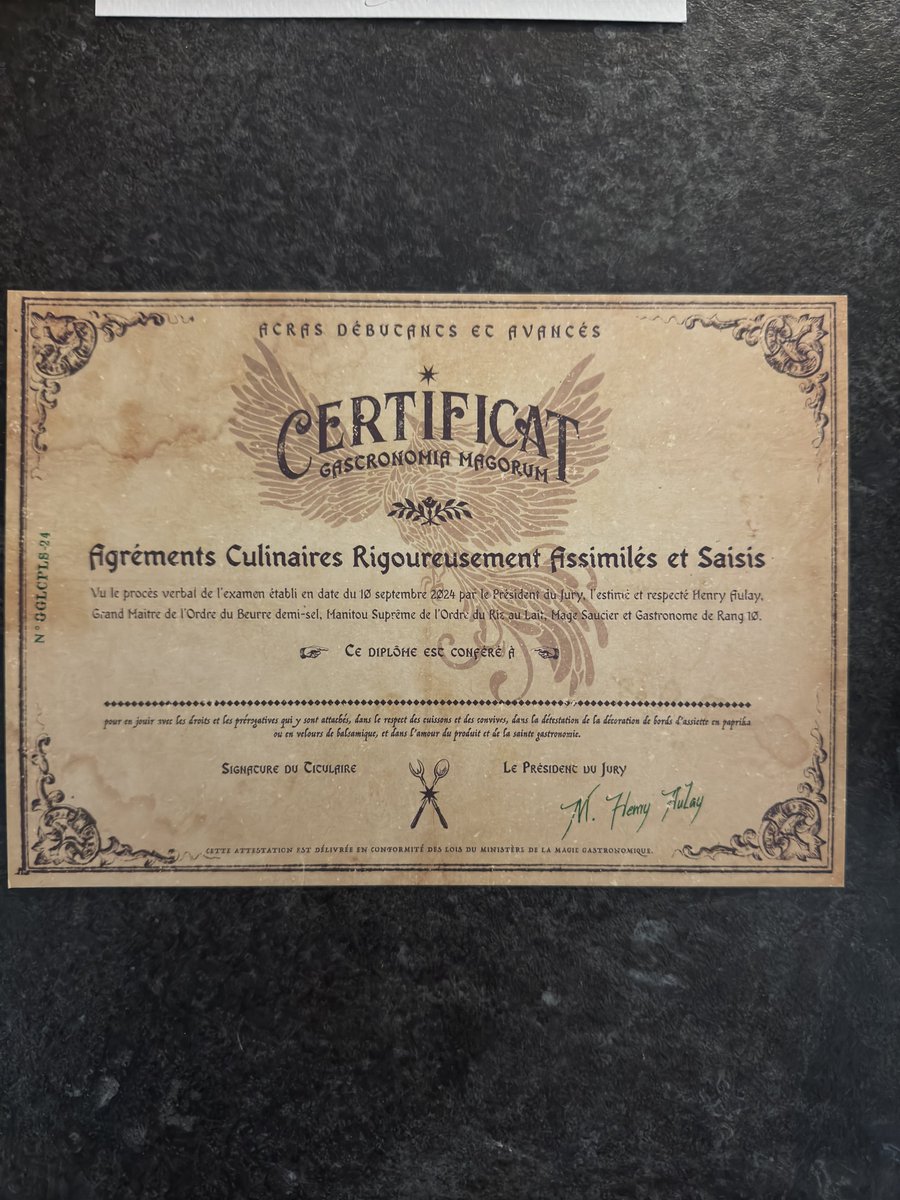 ACRAS DÉBUTANTS ET AVANCÉS
CERTIFICAT
GASTRONOMIA MAGORUM
Agréments Culinaires Rigoureusement Assimilés et Saisis
Vu le procès verbal de l'examen établi en date du 10 septembre 2024 par le Président du Jury, l'estimé et respecté Henry Aulay,
Grand Maitre de l'Ordre du Beurre demi-sel, Manitou Suprême de l'Ordre du Riz au Lait, Mage Saucier et Gastronome de Rang 10.
Ce diplôme est conféré à
pour en jouir avec les droits et les prérogatives qui y sont attachés, dans le respect des cuissons et des convives, dans la détestation de la décoration de bords d'assiette en paprika
ou en velours de balsamique, et dans l'amour du produit et de la sainte gastronomie.
Signature du Titulaire
Le Président du Jury
M. Henry Aulay
CETTE ATTESTATION EST DÉLIVRÉE EN CONFORMITÉ DES LOIS DU MINISTÈRE DE LA MAGIE GASTRONOMIQUE.
N°GGLCPLS-24